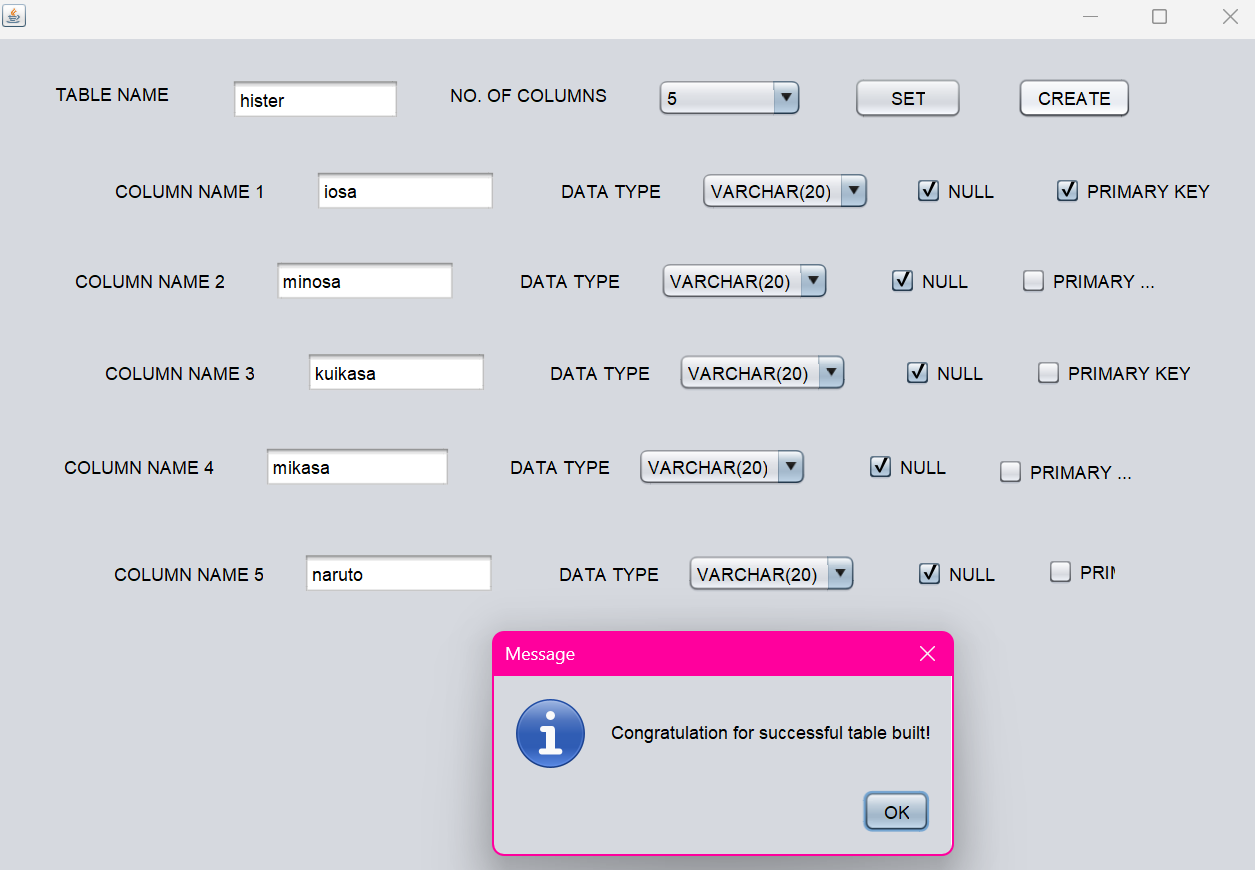 TABLE NAME hister NO. OF COLUMNS 5 SET CREATE
COLUMN NAME 1 iosa DATA TYPE VARCHAR(20) NULL PRIMARY KEY
COLUMN NAME 2 minosa DATA TYPE VARCHAR(20) NULL PRIMARY ...
COLUMN NAME 3 kuikasa DATA TYPE VARCHAR(20) NULL PRIMARY KEY
COLUMN NAME 4 mikasa DATA TYPE VARCHAR(20) NULL PRIMARY ...
COLUMN NAME 5 naruto DATA TYPE VARCHAR(20) NULL PRI
Message
Congratulation for successful table built!
OK